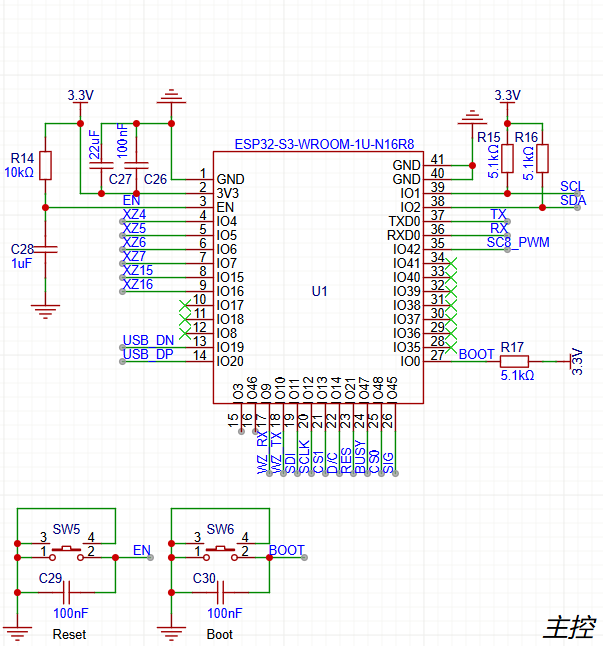 3.3V
3.3V
ESP32-S3-WROOM-1U-N16R8
R14
10kΩ
22uF
C27
100nF
C26
R15
5.1kΩ
R16
5.1kΩ
EN
XZ4
XZ5
XZ6
XZ7
XZ15
XZ16
USB_DN
USB_DP
C28
1uF
1 GND
2 3V3
3 EN
4 IO4
5 IO5
6 IO6
7 IO7
8 IO15
9 IO16
10 IO17
11 IO18
12 IO8
13 IO19
14 IO20
U1
GND 41
GND 40
IO1 39 SCL
IO2 38 SDA
TXD0 37 TX
RXD0 36 RX
IO42 35 SC8_PWM
IO41 34
IO40 33
IO39 32
IO38 31
IO37 30
IO36 29
IO35 28
IO0 27 BOOT
R17
5.1kΩ
3.3V
IO3 15
IO46 16
IO9 17 WZ_RX
IO10 18 WZ_TX
IO11 19 SDI
IO12 20 SCLK
IO13 21 CS1
IO14 22 D/C
IO21 23 RES
IO47 24 BUSY
IO48 25 CS0
IO45 26 SIG
SW5
3 4
1 2
EN
C29
100nF
Reset
SW6
3 4
1 2
BOOT
C30
100nF
Boot
主控